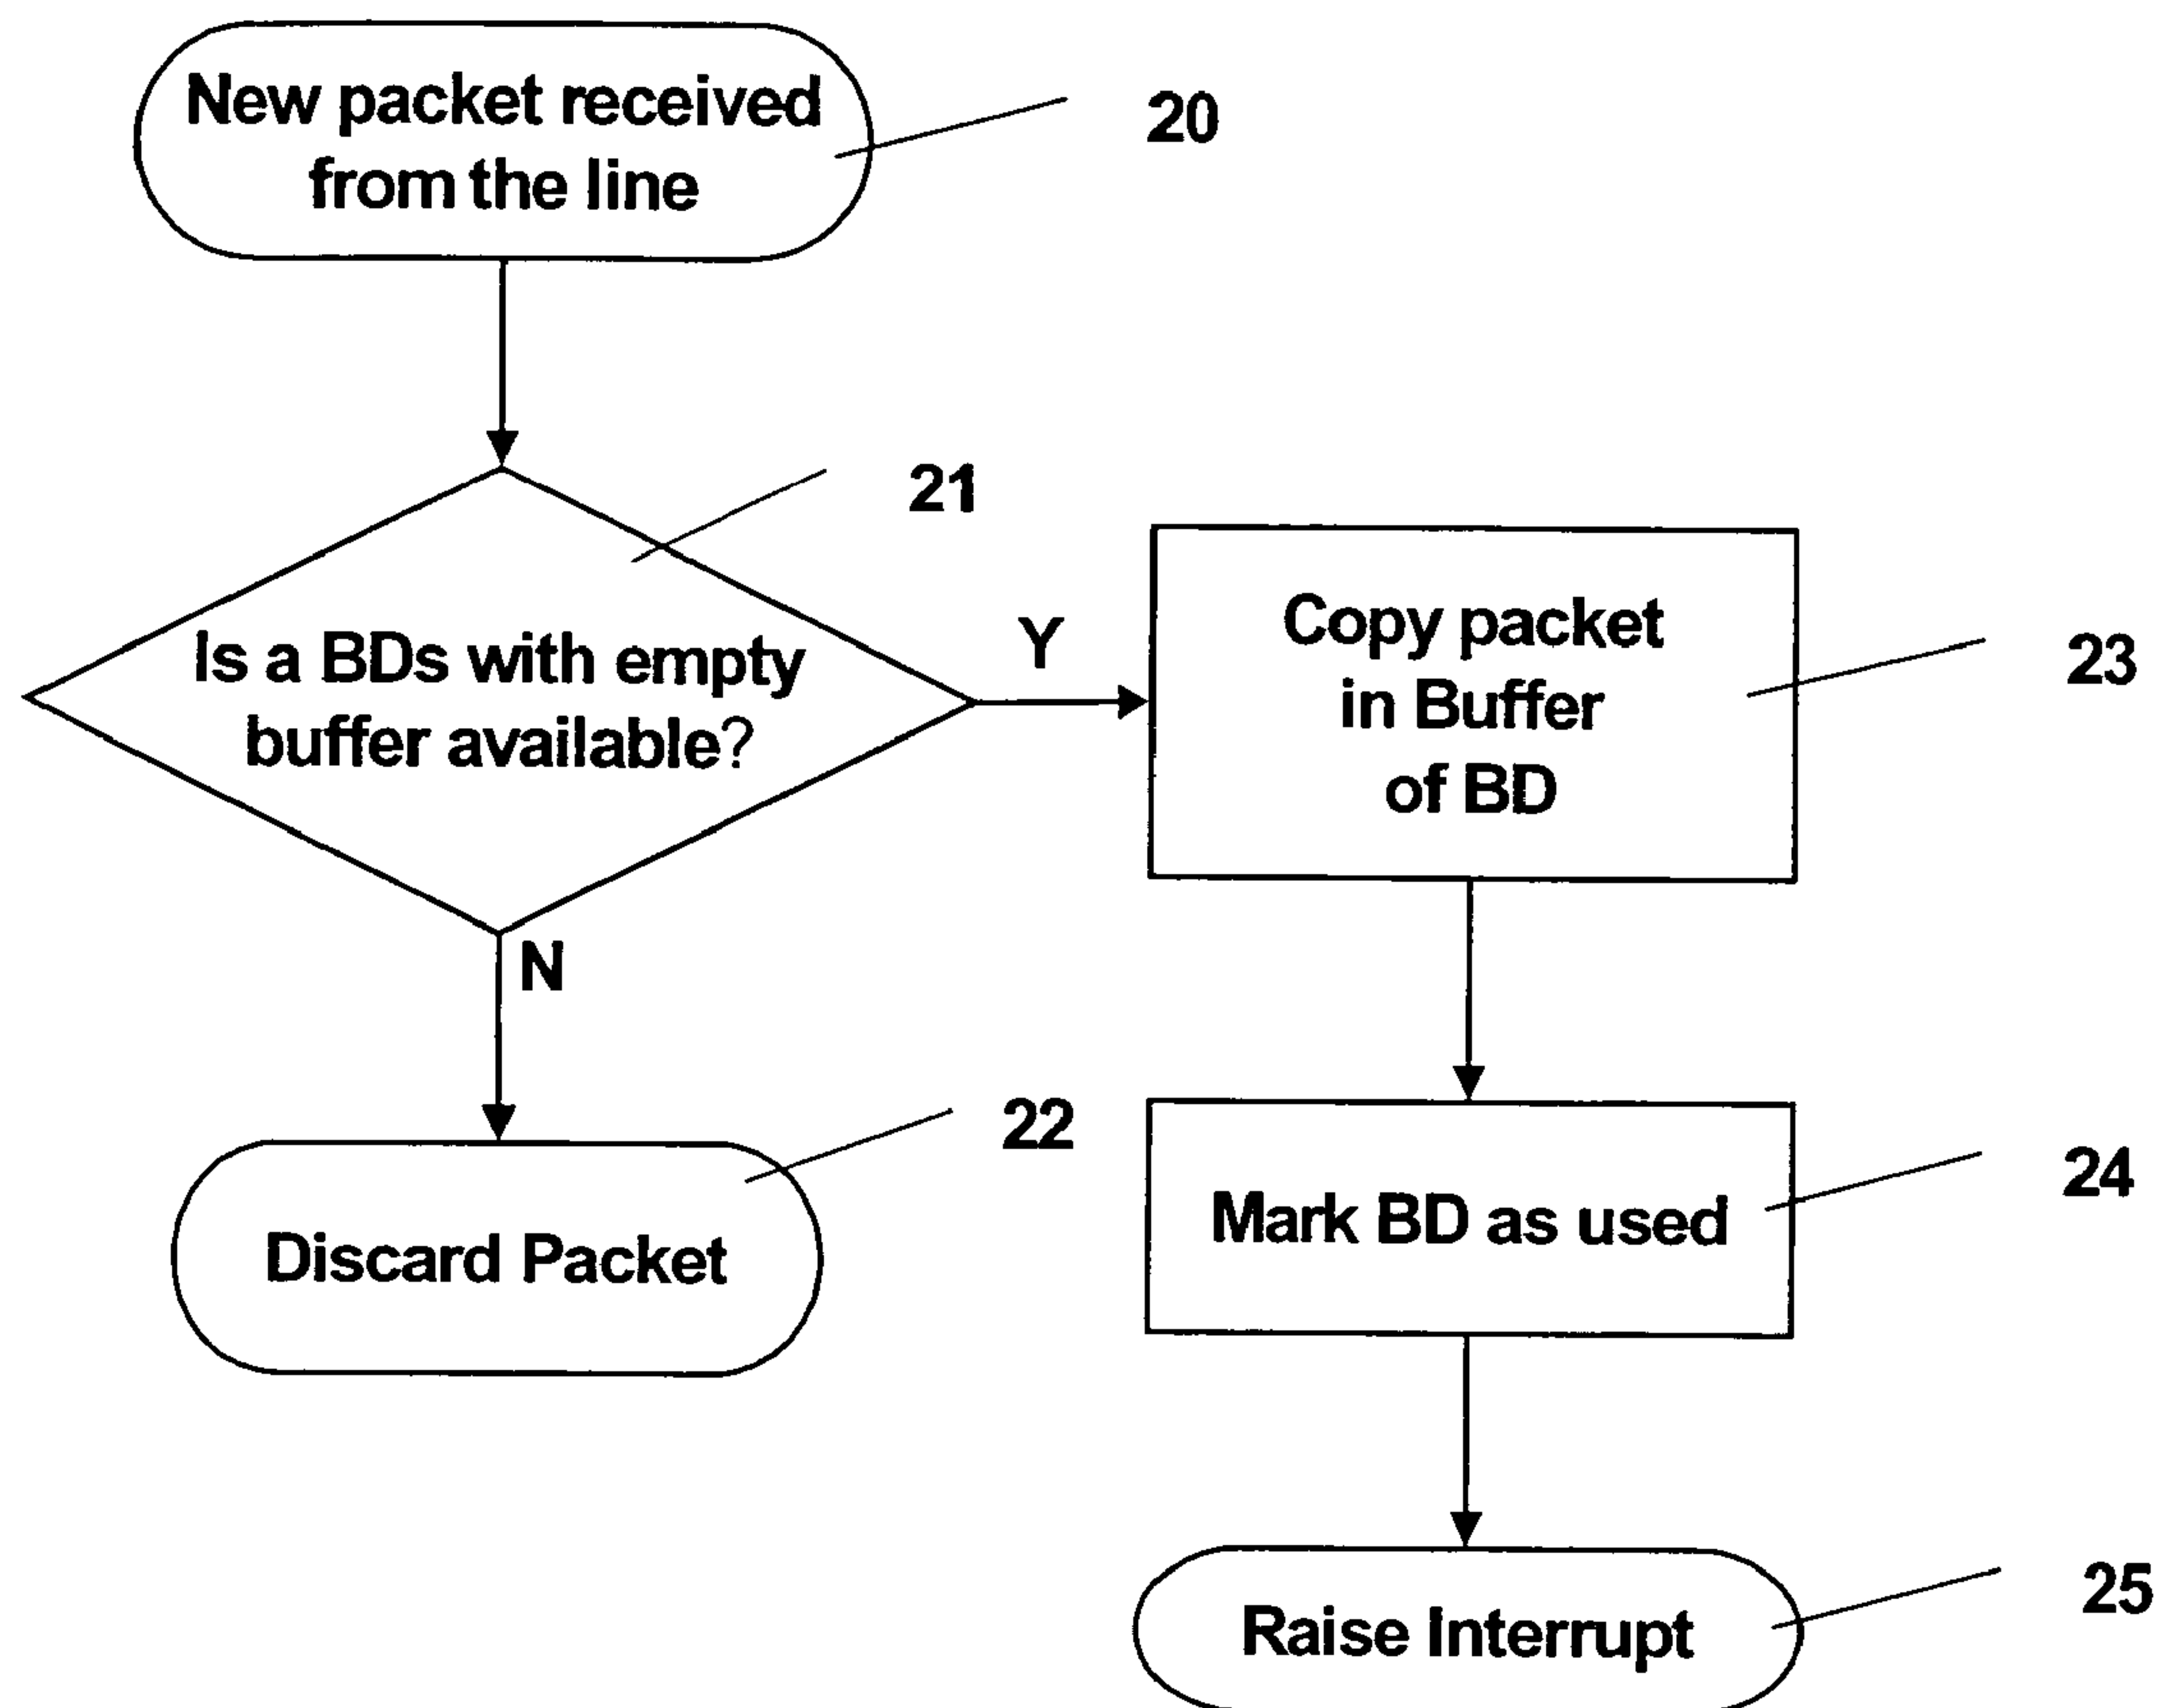 New packet received
from the line
20
21
Is a BDs with empty
buffer available?
Y
Copy packet
in Buffer
of BD
23
N
22
Discard Packet
Mark BD as used
24
Raise Interrupt
25